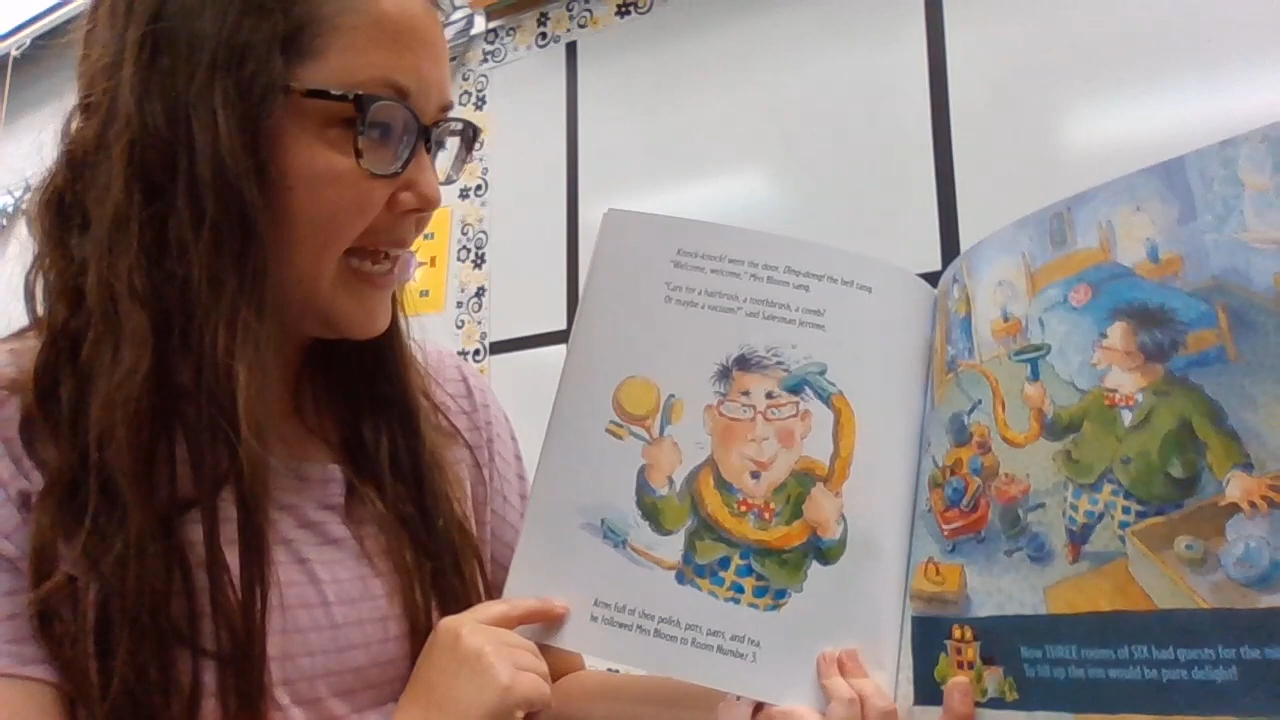 Knock-knock! went the door, Ding-dong! the bell rang.
"Welcome, welcome," Miss Bloom sang.
"Care for a hairbrush, a toothbrush, a comb?
Or maybe a vacuum?" said Salesman Jerome.
Arms full of shoe polish, pots, pans, and tea,
he followed Miss Bloom to Room Number 3.
Now THREE rooms of SIX had guests for the
To fill up the inn would be pure delight!